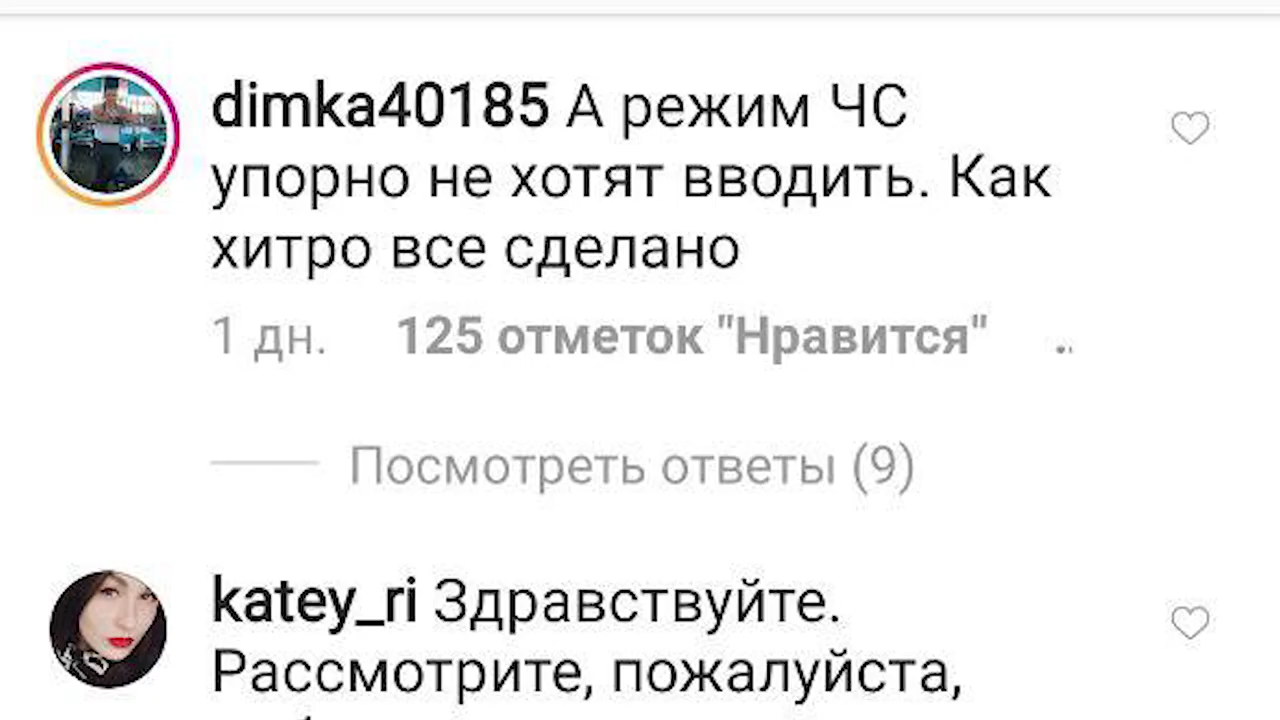 dimka40185 А режим ЧС
упорно не хотят вводить. Как
хитро все сделано
1 дн. 125 отметок "Нравится" ..
Посмотреть ответы (9)
katey_ri Здравствуйте.
Рассмотрите, пожалуйста,